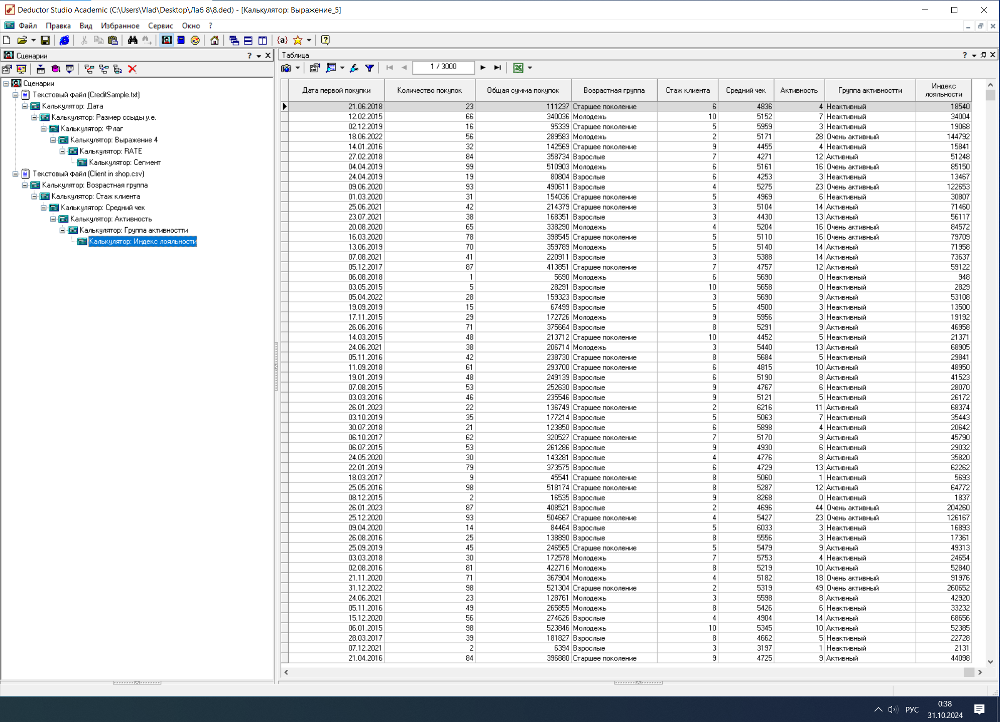 Deductor Studio Academic (C:\Users\Vlad\Desktop\Лаб 8\8.ded) - [Калькулятор: Выражение_5]
Файл Правка Вид Избранное Сервис Окно ?
Сценарии
Сценарии
Текстовый файл (CreditSample.txt)
Калькулятор: Дата
Калькулятор: Размер ссыды у.е.
Калькулятор: Флаг
Калькулятор: Выражение 4
Калькулятор: RATE
Калькулятор: Сегмент
Текстовый файл (Client in shop.csv)
Калькулятор: Возрастная группа
Калькулятор: Стаж клиента
Калькулятор: Средний чек
Калькулятор: Активность
Калькулятор: Группа активностти
Калькулятор: Индекс лояльности
Таблица
1 / 3000
Дата первой покупки Количество покупок Общая сумма покупок Возрастная группа Стаж клиента Средний чек Активность Группа активностти Индекс лояльности
21.06.2018 23 111237 Старшее поколение 6 4836 4 Неактивный 18540
12.02.2015 66 340036 Молодежь 10 5152 7 Неактивный 34004
02.12.2019 16 95339 Старшее поколение 5 5959 3 Неактивный 19068
18.06.2022 56 289583 Молодежь 2 5171 28 Очень активный 144792
14.01.2016 32 142569 Старшее поколение 9 4455 4 Неактивный 15841
27.02.2018 84 358734 Взрослые 7 4271 12 Активный 51248
04.04.2019 99 510903 Молодежь 6 5161 16 Очень активный 85150
24.04.2019 19 80804 Взрослые 6 4253 3 Неактивный 13467
09.06.2020 93 490611 Взрослые 4 5275 23 Очень активный 122653
01.03.2020 31 154036 Старшее поколение 5 4969 6 Неактивный 30807
25.06.2021 42 214379 Старшее поколение 3 5104 14 Активный 71460
23.07.2021 38 168351 Взрослые 3 4430 13 Активный 56117
20.08.2020 65 338290 Молодежь 4 5204 16 Очень активный 84572
16.03.2020 78 398545 Старшее поколение 5 5110 16 Очень активный 79709
13.06.2019 70 359789 Молодежь 5 5140 14 Активный 71958
07.08.2021 41 220911 Взрослые 3 5388 14 Активный 73637
05.12.2017 87 413851 Старшее поколение 7 4757 12 Активный 59122
06.08.2018 1 5690 Молодежь 6 5690 0 Неактивный 948
03.05.2015 5 28291 Взрослые 10 5658 0 Неактивный 2829
05.04.2022 28 159323 Взрослые 3 5690 9 Активный 53108
19.09.2019 15 67499 Взрослые 5 4500 3 Неактивный 13500
17.11.2015 29 172726 Молодежь 9 5956 3 Неактивный 19192
26.06.2016 71 375664 Взрослые 8 5291 9 Активный 46958
14.03.2015 48 213712 Старшее поколение 10 4452 5 Неактивный 21371
24.06.2021 38 206714 Молодежь 3 5440 13 Активный 68905
05.11.2016 42 238730 Старшее поколение 8 5684 5 Неактивный 29841
11.09.2018 61 293700 Старшее поколение 6 4815 10 Активный 48950
19.01.2019 48 249139 Взрослые 6 5190 8 Активный 41523
07.08.2015 53 252630 Взрослые 9 4767 6 Неактивный 28070
03.03.2016 46 235546 Взрослые 9 5121 5 Неактивный 26172
26.01.2023 22 136749 Старшее поколение 2 6216 11 Активный 68374
03.10.2019 35 177214 Взрослые 5 5063 7 Неактивный 35443
30.07.2018 21 123850 Взрослые 6 5898 4 Неактивный 20642
06.10.2017 62 320527 Старшее поколение 7 5170 9 Активный 45790
06.07.2015 53 261286 Взрослые 9 4930 6 Неактивный 29032
24.05.2020 30 143281 Взрослые 4 4776 8 Активный 35820
22.01.2019 79 373575 Взрослые 6 4729 13 Активный 62262
18.03.2017 9 45541 Старшее поколение 8 5060 1 Неактивный 5693
25.05.2016 98 518174 Старшее поколение 8 5287 12 Активный 64772
08.12.2015 2 16535 Взрослые 9 8268 0 Неактивный 1837
26.01.2023 87 408521 Взрослые 2 4696 44 Очень активный 204260
25.12.2020 93 504667 Старшее поколение 4 5427 23 Очень активный 126167
09.04.2020 14 84464 Взрослые 5 6033 3 Неактивный 16893
26.08.2016 25 138890 Взрослые 8 5556 3 Неактивный 17361
25.09.2019 45 246565 Старшее поколение 5 5479 9 Активный 49313
03.03.2018 30 172578 Молодежь 7 5753 4 Неактивный 24654
02.08.2016 81 422716 Молодежь 8 5219 10 Активный 52840
21.11.2020 71 367904 Молодежь 4 5182 18 Очень активный 91976
31.12.2022 98 521304 Старшее поколение 2 5319 49 Очень активный 260652
24.06.2021 23 128761 Молодежь 3 5598 8 Активный 42920
05.11.2016 49 265855 Молодежь 8 5426 6 Неактивный 33232
15.12.2020 56 274626 Взрослые 4 4904 14 Активный 68656
06.01.2015 98 523846 Молодежь 10 5345 10 Активный 52385
28.03.2017 39 181827 Взрослые 8 4662 5 Неактивный 22728
07.12.2021 2 6394 Взрослые 3 3197 1 Неактивный 2131
21.04.2016 84 396880 Старшее поколение 9 4725 9 Активный 44098
РУС
0:38
31.10.2024